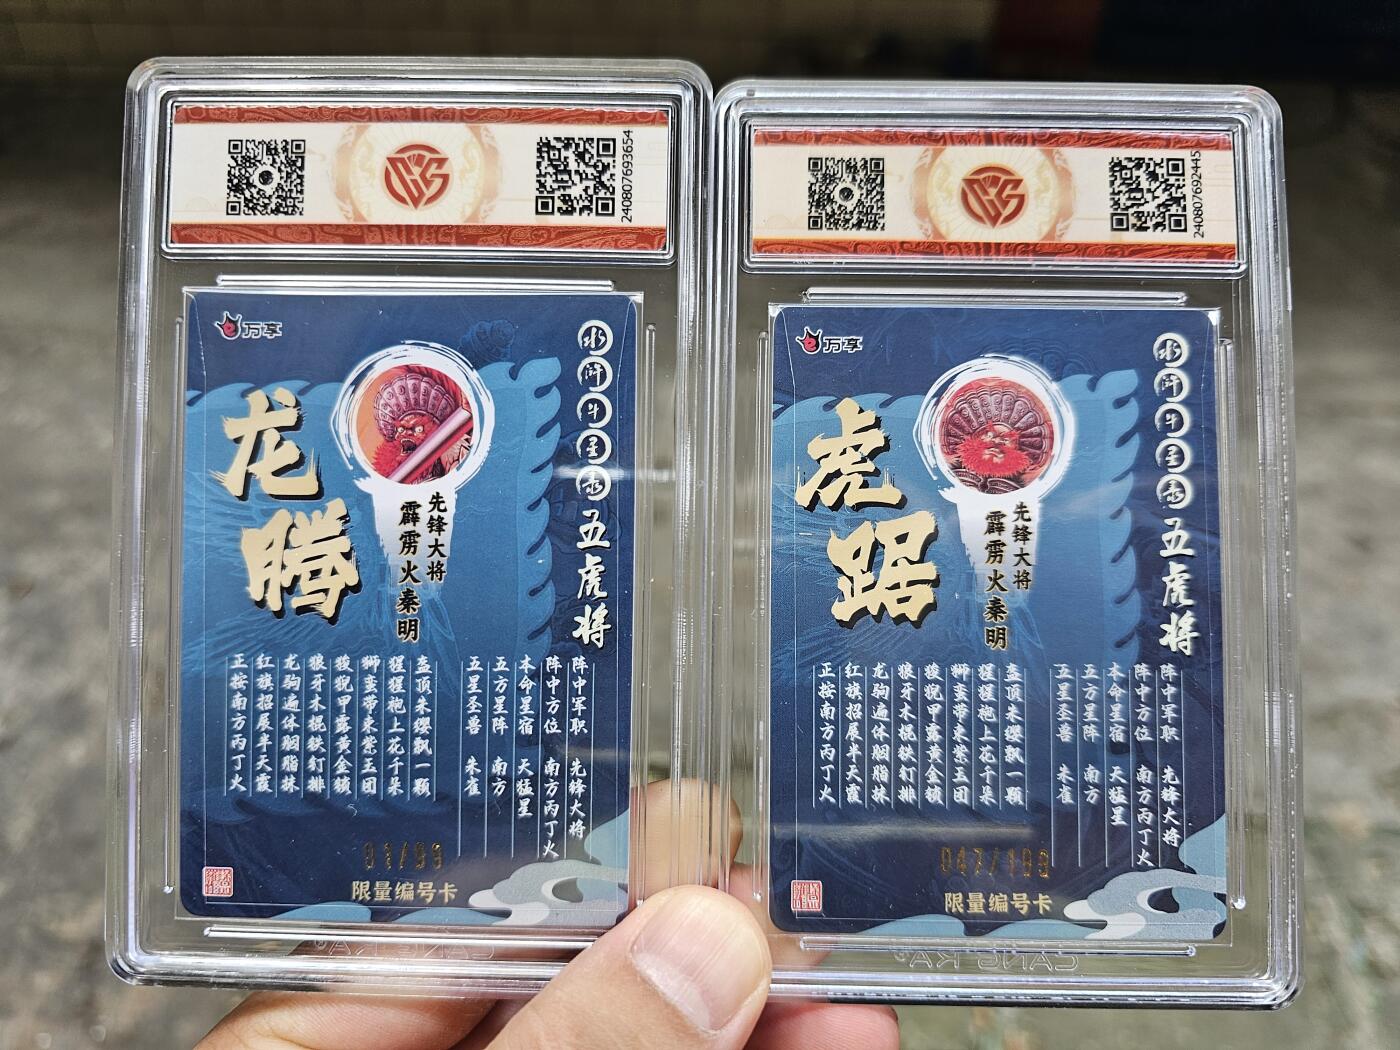 240807693654
万享
水浒斗星录五虎将
龙腾
先锋大将
霹雳火秦明
阵中军职 先锋大将
阵中方位 南方丙丁火
本命星宿 天猛星
五方星阵 南方
五星圣兽 朱雀
盔顶朱缨飘一颗
猩猩袍上花千朵
狮蛮带束紫玉团
狻猊甲露黄金锁
狼牙木棍铁钉排
龙驹遍体胭脂抹
红旗招展半天霞
正按南方丙丁火
01/99
限量编号卡
240807692445
万享
水浒斗星录五虎将
虎踞
先锋大将
霹雳火秦明
阵中军职 先锋大将
阵中方位 南方丙丁火
本命星宿 天猛星
五方星阵 南方
五星圣兽 朱雀
盔顶朱缨飘一颗
猩猩袍上花千朵
狮蛮带束紫玉团
狻猊甲露黄金锁
狼牙木棍铁钉排
龙驹遍体胭脂抹
红旗招展半天霞
正按南方丙丁火
047/199
限量编号卡